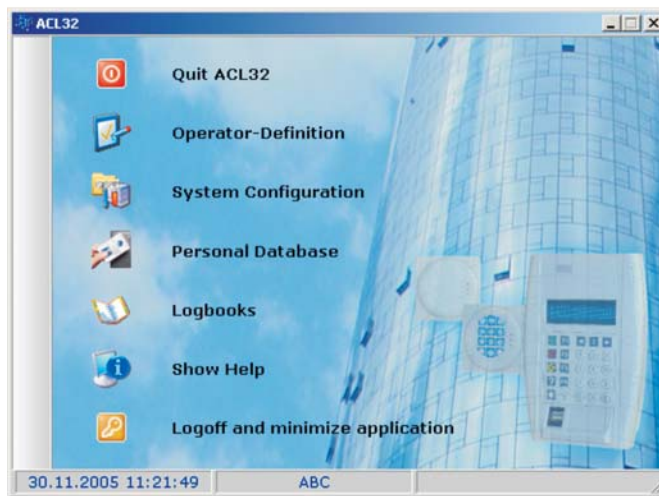 ACL32
Quit ACL32
Operator-Definition
System Configuration
Personal Database
Logbooks
Show Help
Logoff and minimize application
30.11.2005 11:21:49 ABC